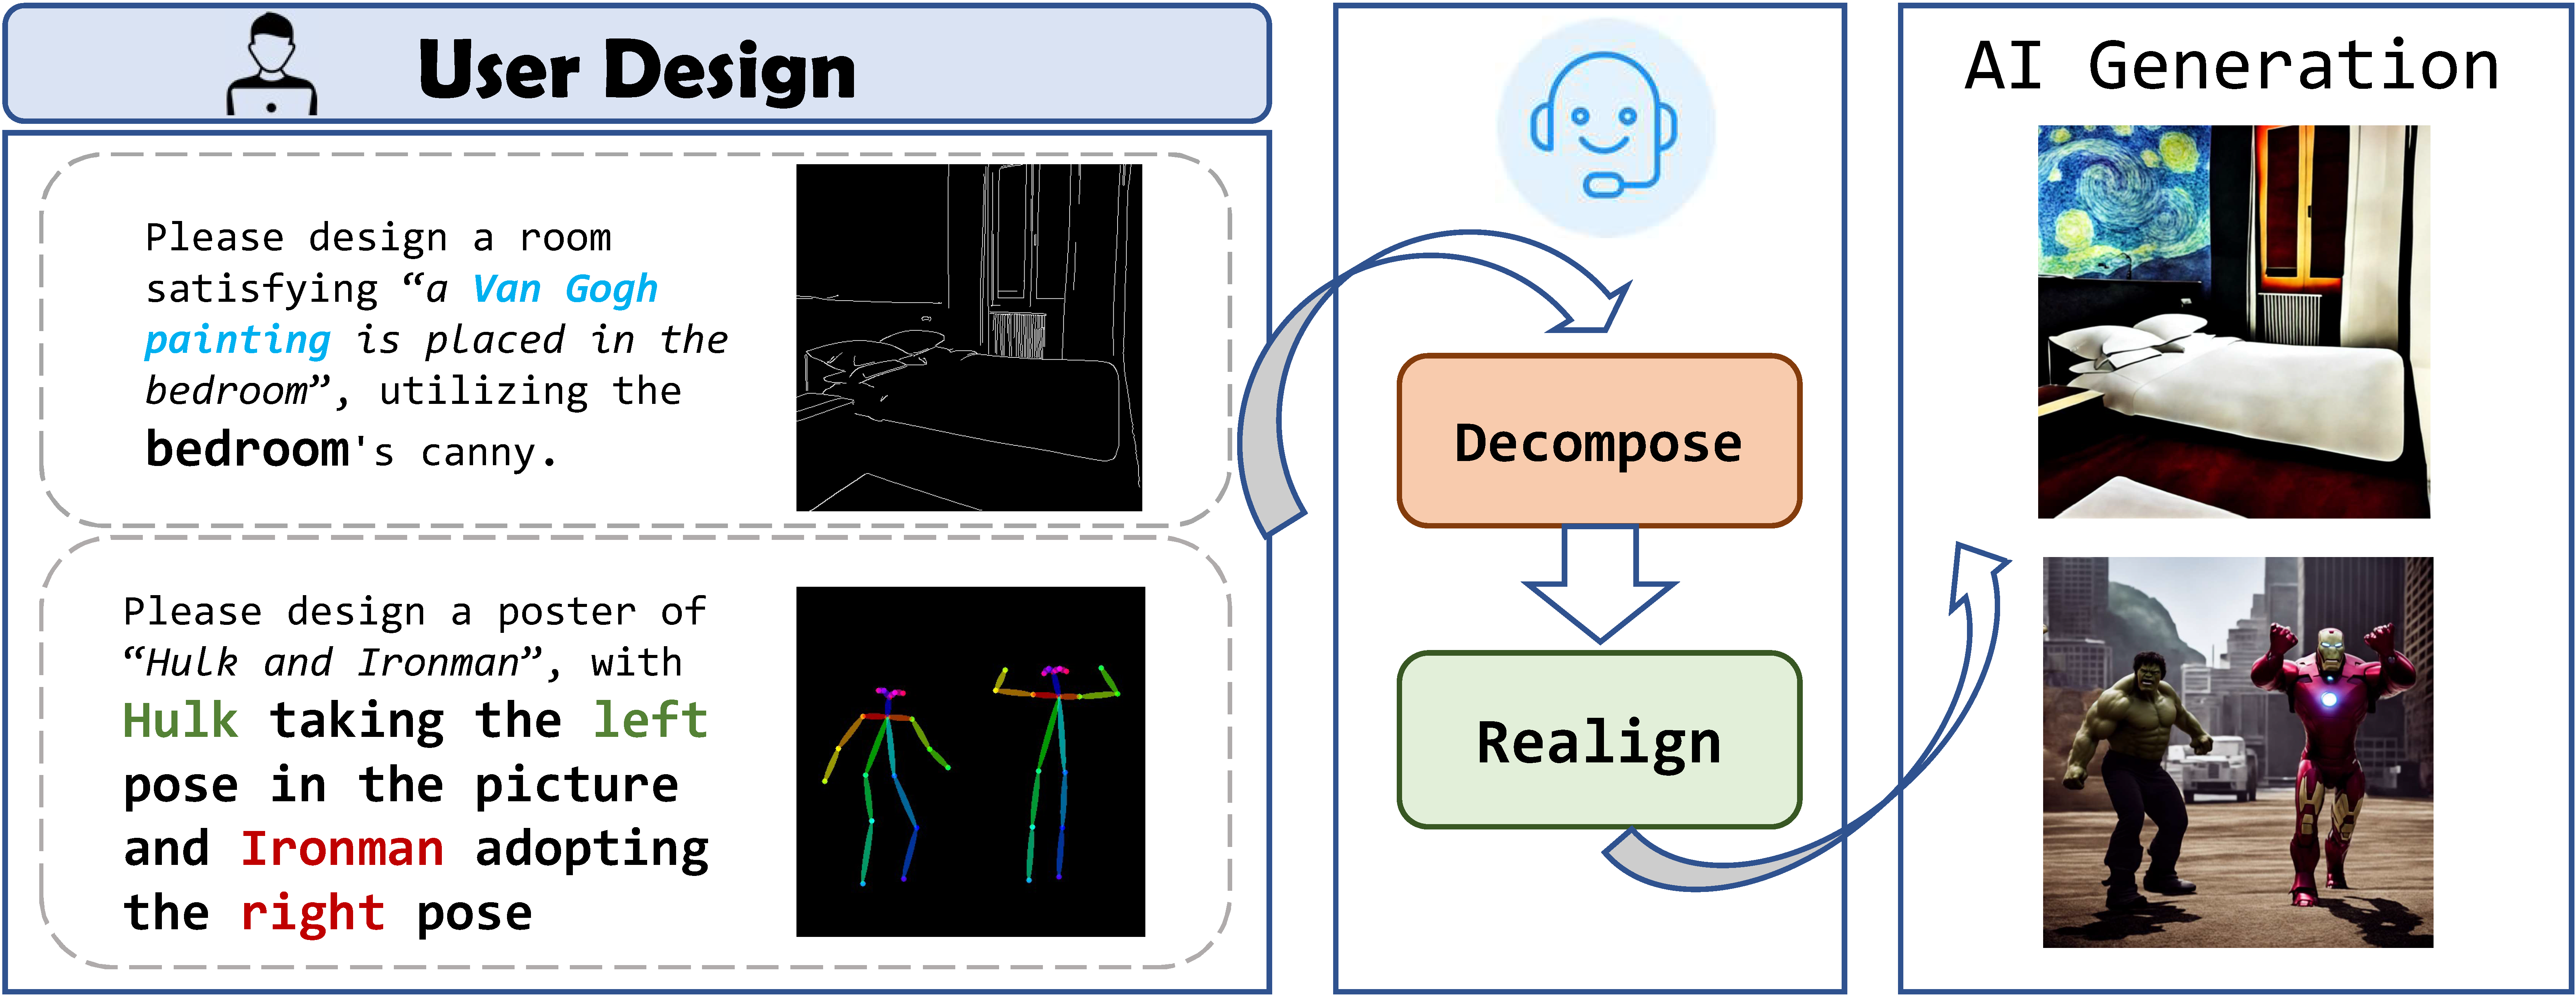 User Design
Please design a room
satisfying “a Van Gogh
painting is placed in the
bedroom”, utilizing the
bedroom's canny.
Please design a poster of
“Hulk and Ironman”, with
Hulk taking the left
pose in the picture
and Ironman adopting
the right pose
Decompose
Realign
AI Generation